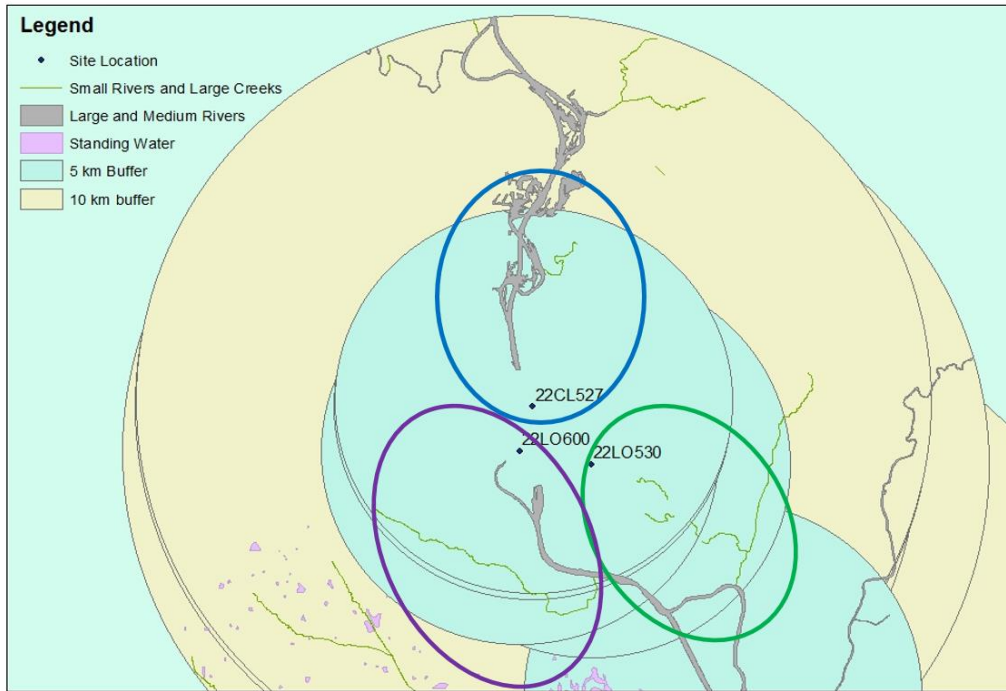 Legend
Site Location
Small Rivers and Large Creeks
Large and Medium Rivers
Standing Water
5 km Buffer
10 km buffer
22CL527
22LO600
22LO530